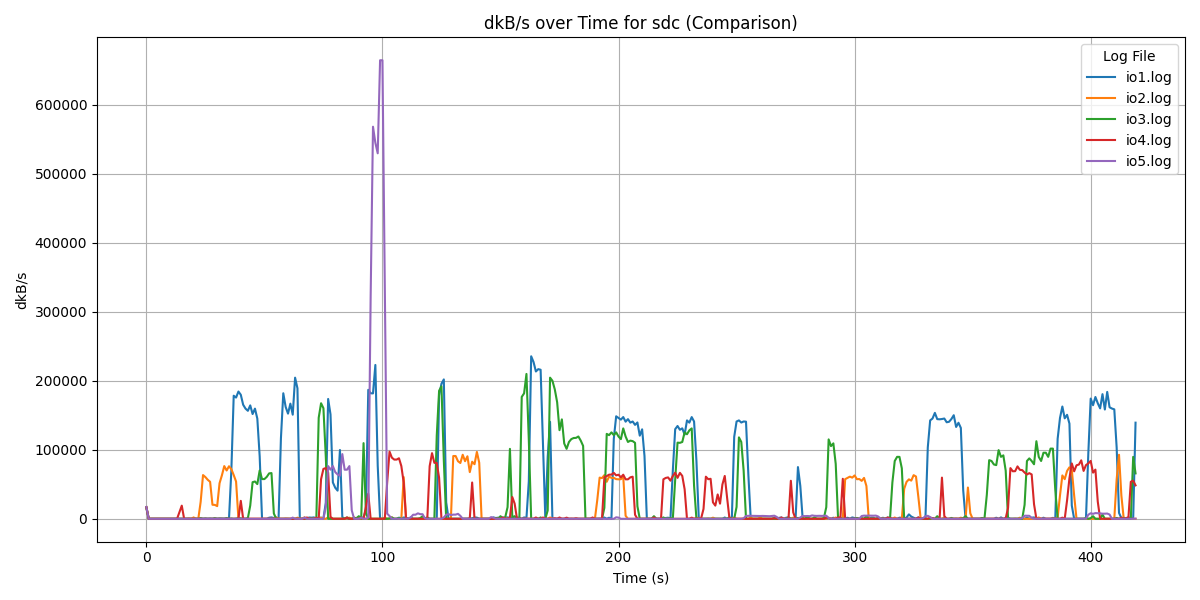 dkB/s over Time for sdc (Comparison)
dkB/s
600000
500000
400000
300000
200000
100000
0
0 100 200 300 400
Time (s)
Log File
io1.log
io2.log
io3.log
io4.log
io5.log